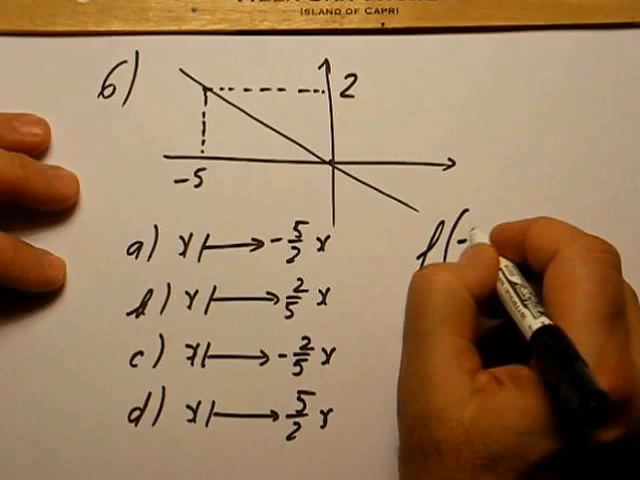 ISLAND OF CAPRI
6)
2
-5
a) x ↦ -5/2 x
b) x ↦ 2/5 x
c) x ↦ -2/5 x
d) x ↦ 5/2 x
f(-